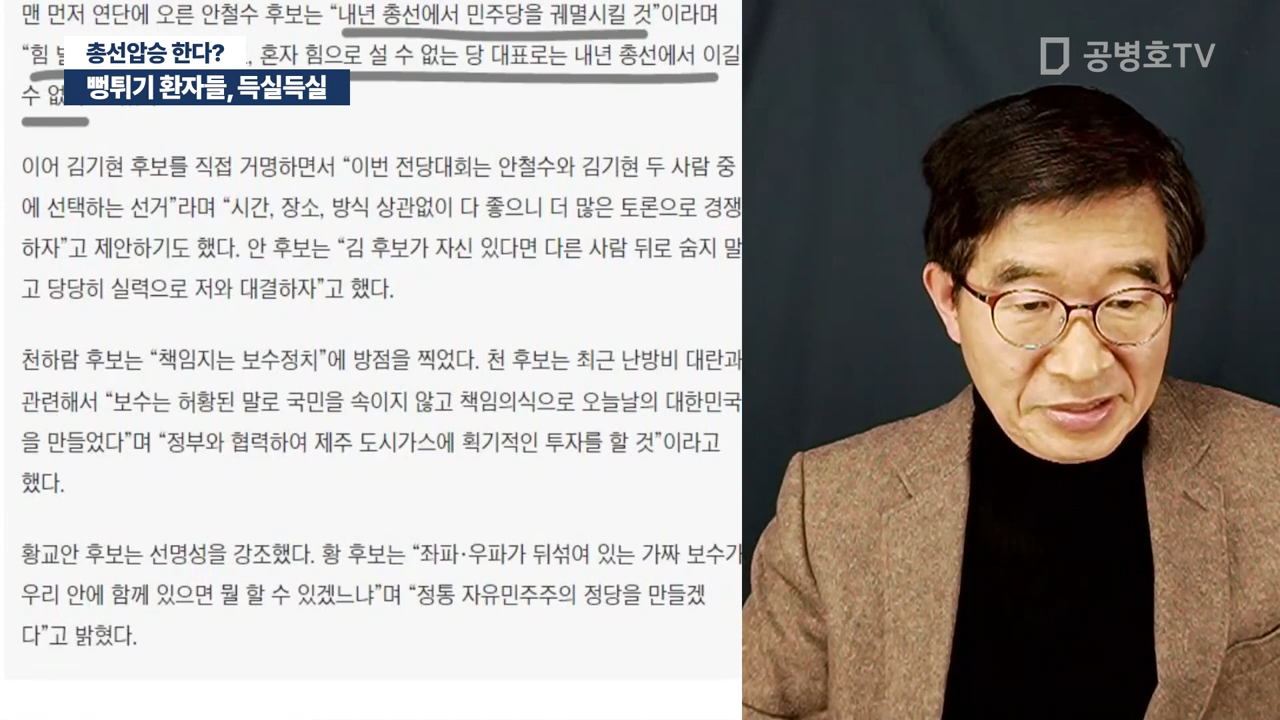 맨 먼저 연단에 오른 안철수 후보는 “내년 총선에서 민주당을 궤멸시킬 것”이라며
“힘 혼자 힘으로 설 수 없는 당 대표로는 내년 총선에서 이길
수
총선압승 한다?
뻥튀기 환자들, 득실득실
공병호TV
이어 김기현 후보를 직접 거명하면서 “이번 전당대회는 안철수와 김기현 두 사람 중
에 선택하는 선거”라며 “시간, 장소, 방식 상관없이 다 좋으니 더 많은 토론으로 경쟁
하자”고 제안하기도 했다. 안 후보는 “김 후보가 자신 있다면 다른 사람 뒤로 숨지 말
고 당당히 실력으로 저와 대결하자”고 했다.
천하람 후보는 “책임지는 보수정치”에 방점을 찍었다. 천 후보는 최근 난방비 대란과
관련해서 “보수는 허황된 말로 국민을 속이지 않고 책임의식으로 오늘날의 대한민국
을 만들었다”며 “정부와 협력하여 제주 도시가스에 획기적인 투자를 할 것”이라고
했다.
황교안 후보는 선명성을 강조했다. 황 후보는 “좌파·우파가 뒤섞여 있는 가짜 보수가
우리 안에 함께 있으면 뭘 할 수 있겠느냐”며 “정통 자유민주주의 정당을 만들겠
다”고 밝혔다.